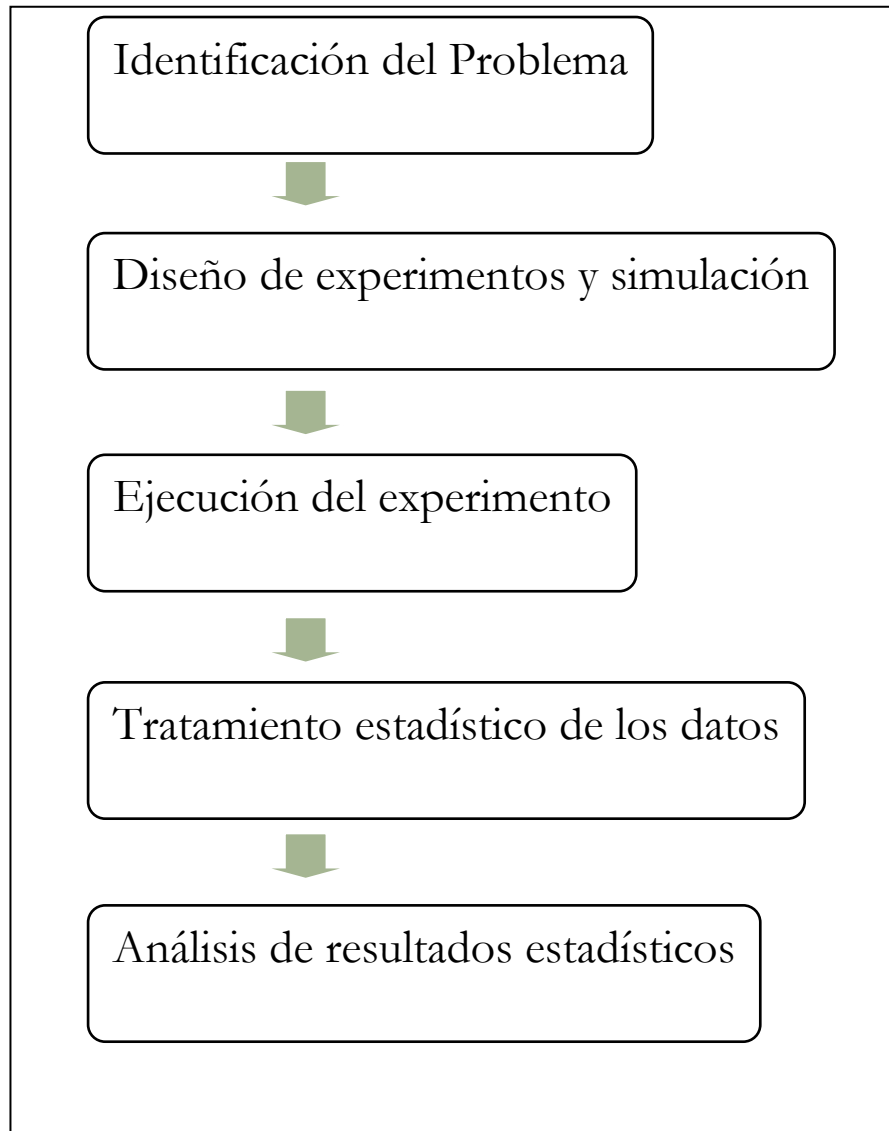 Identificación del Problema
Diseño de experimentos y simulación
Ejecución del experimento
Tratamiento estadístico de los datos
Análisis de resultados estadísticos